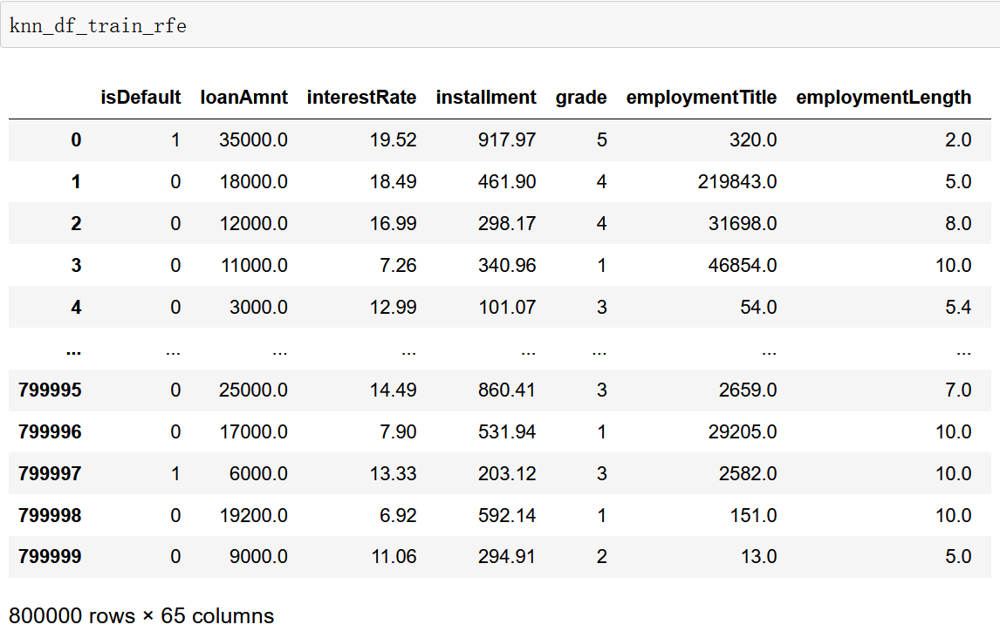 knn_df_train_rfe
isDefault loanAmnt interestRate installment grade employmentTitle employmentLength
0 1 35000.0 19.52 917.97 5 320.0 2.0
1 0 18000.0 18.49 461.90 4 219843.0 5.0
2 0 12000.0 16.99 298.17 4 31698.0 8.0
3 0 11000.0 7.26 340.96 1 46854.0 10.0
4 0 3000.0 12.99 101.07 3 54.0 5.4
... ... ... ... ... ... ... ...
799995 0 25000.0 14.49 860.41 3 2659.0 7.0
799996 0 17000.0 7.90 531.94 1 29205.0 10.0
799997 1 6000.0 13.33 203.12 3 2582.0 10.0
799998 0 19200.0 6.92 592.14 1 151.0 10.0
799999 0 9000.0 11.06 294.91 2 13.0 5.0
800000 rows × 65 columns